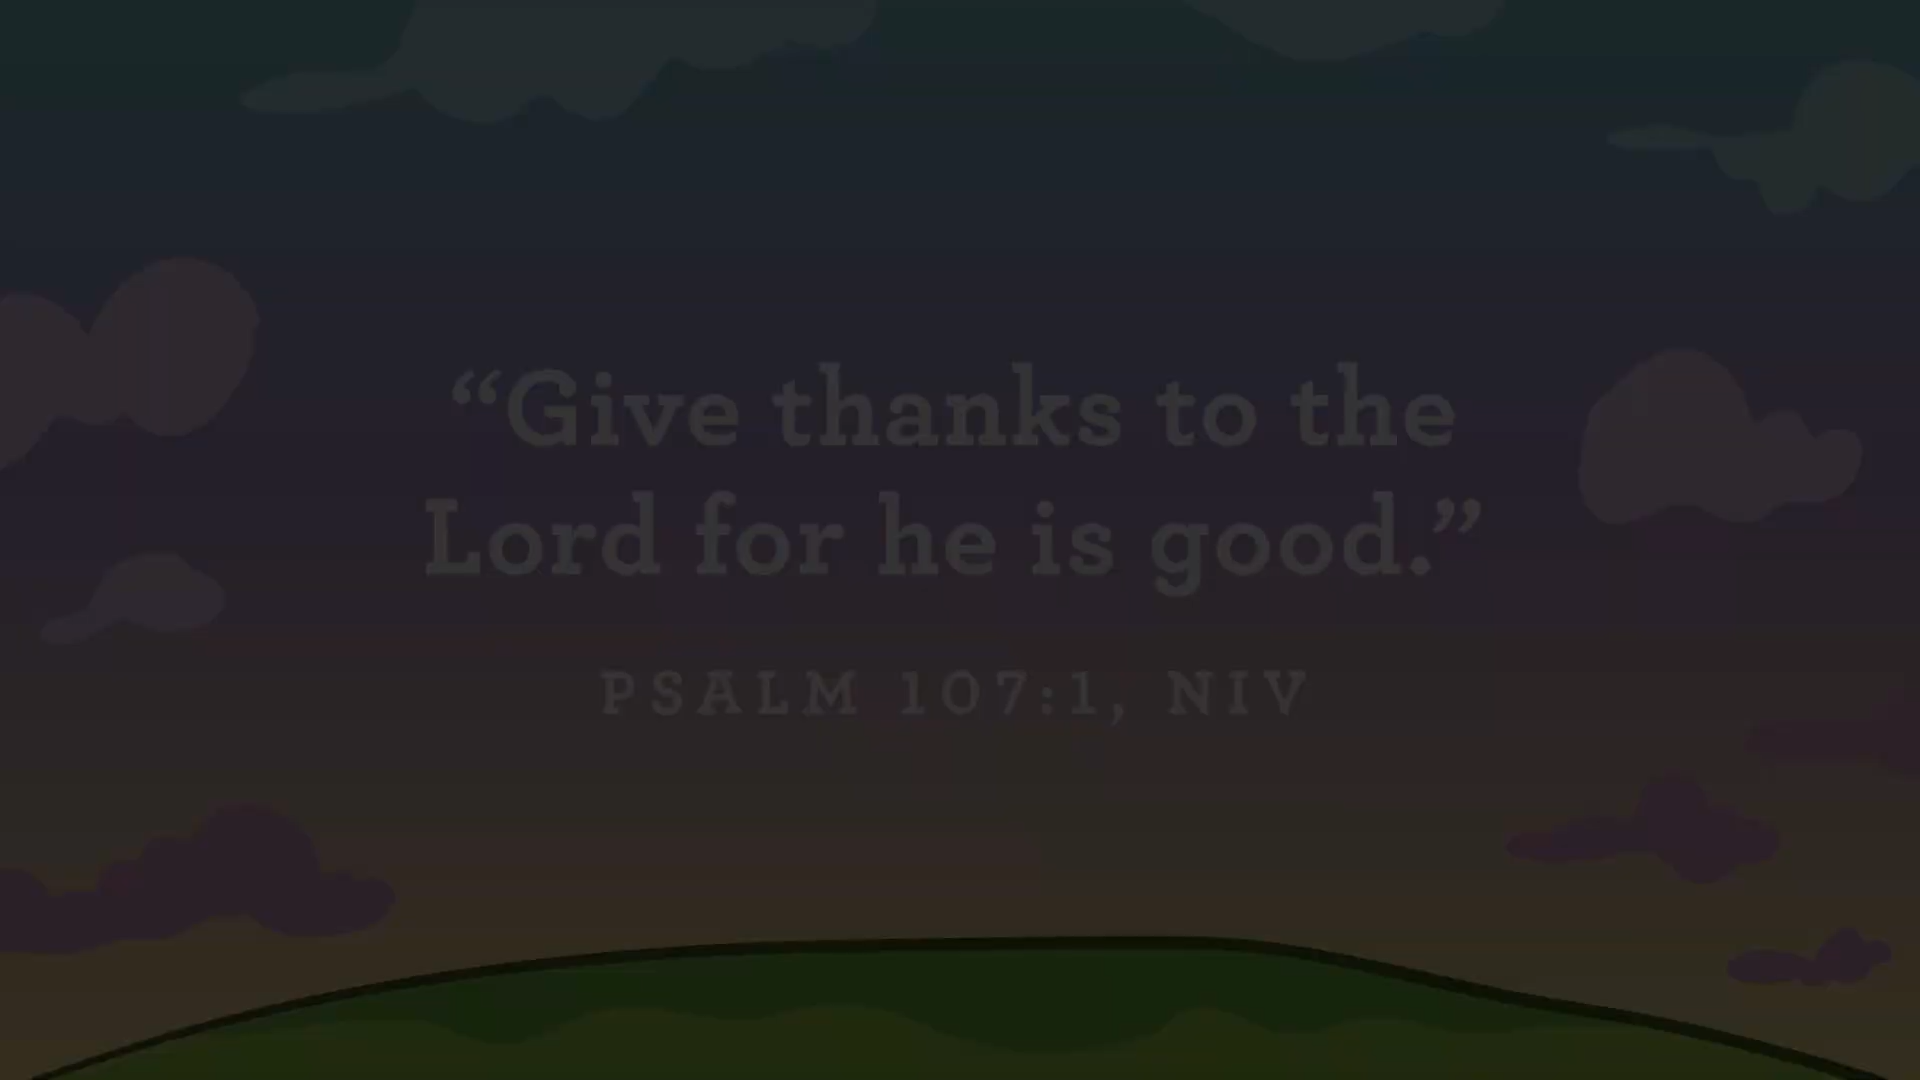 “Give thanks to the
Lord for he is good.”
PSALM 107:1, NIV